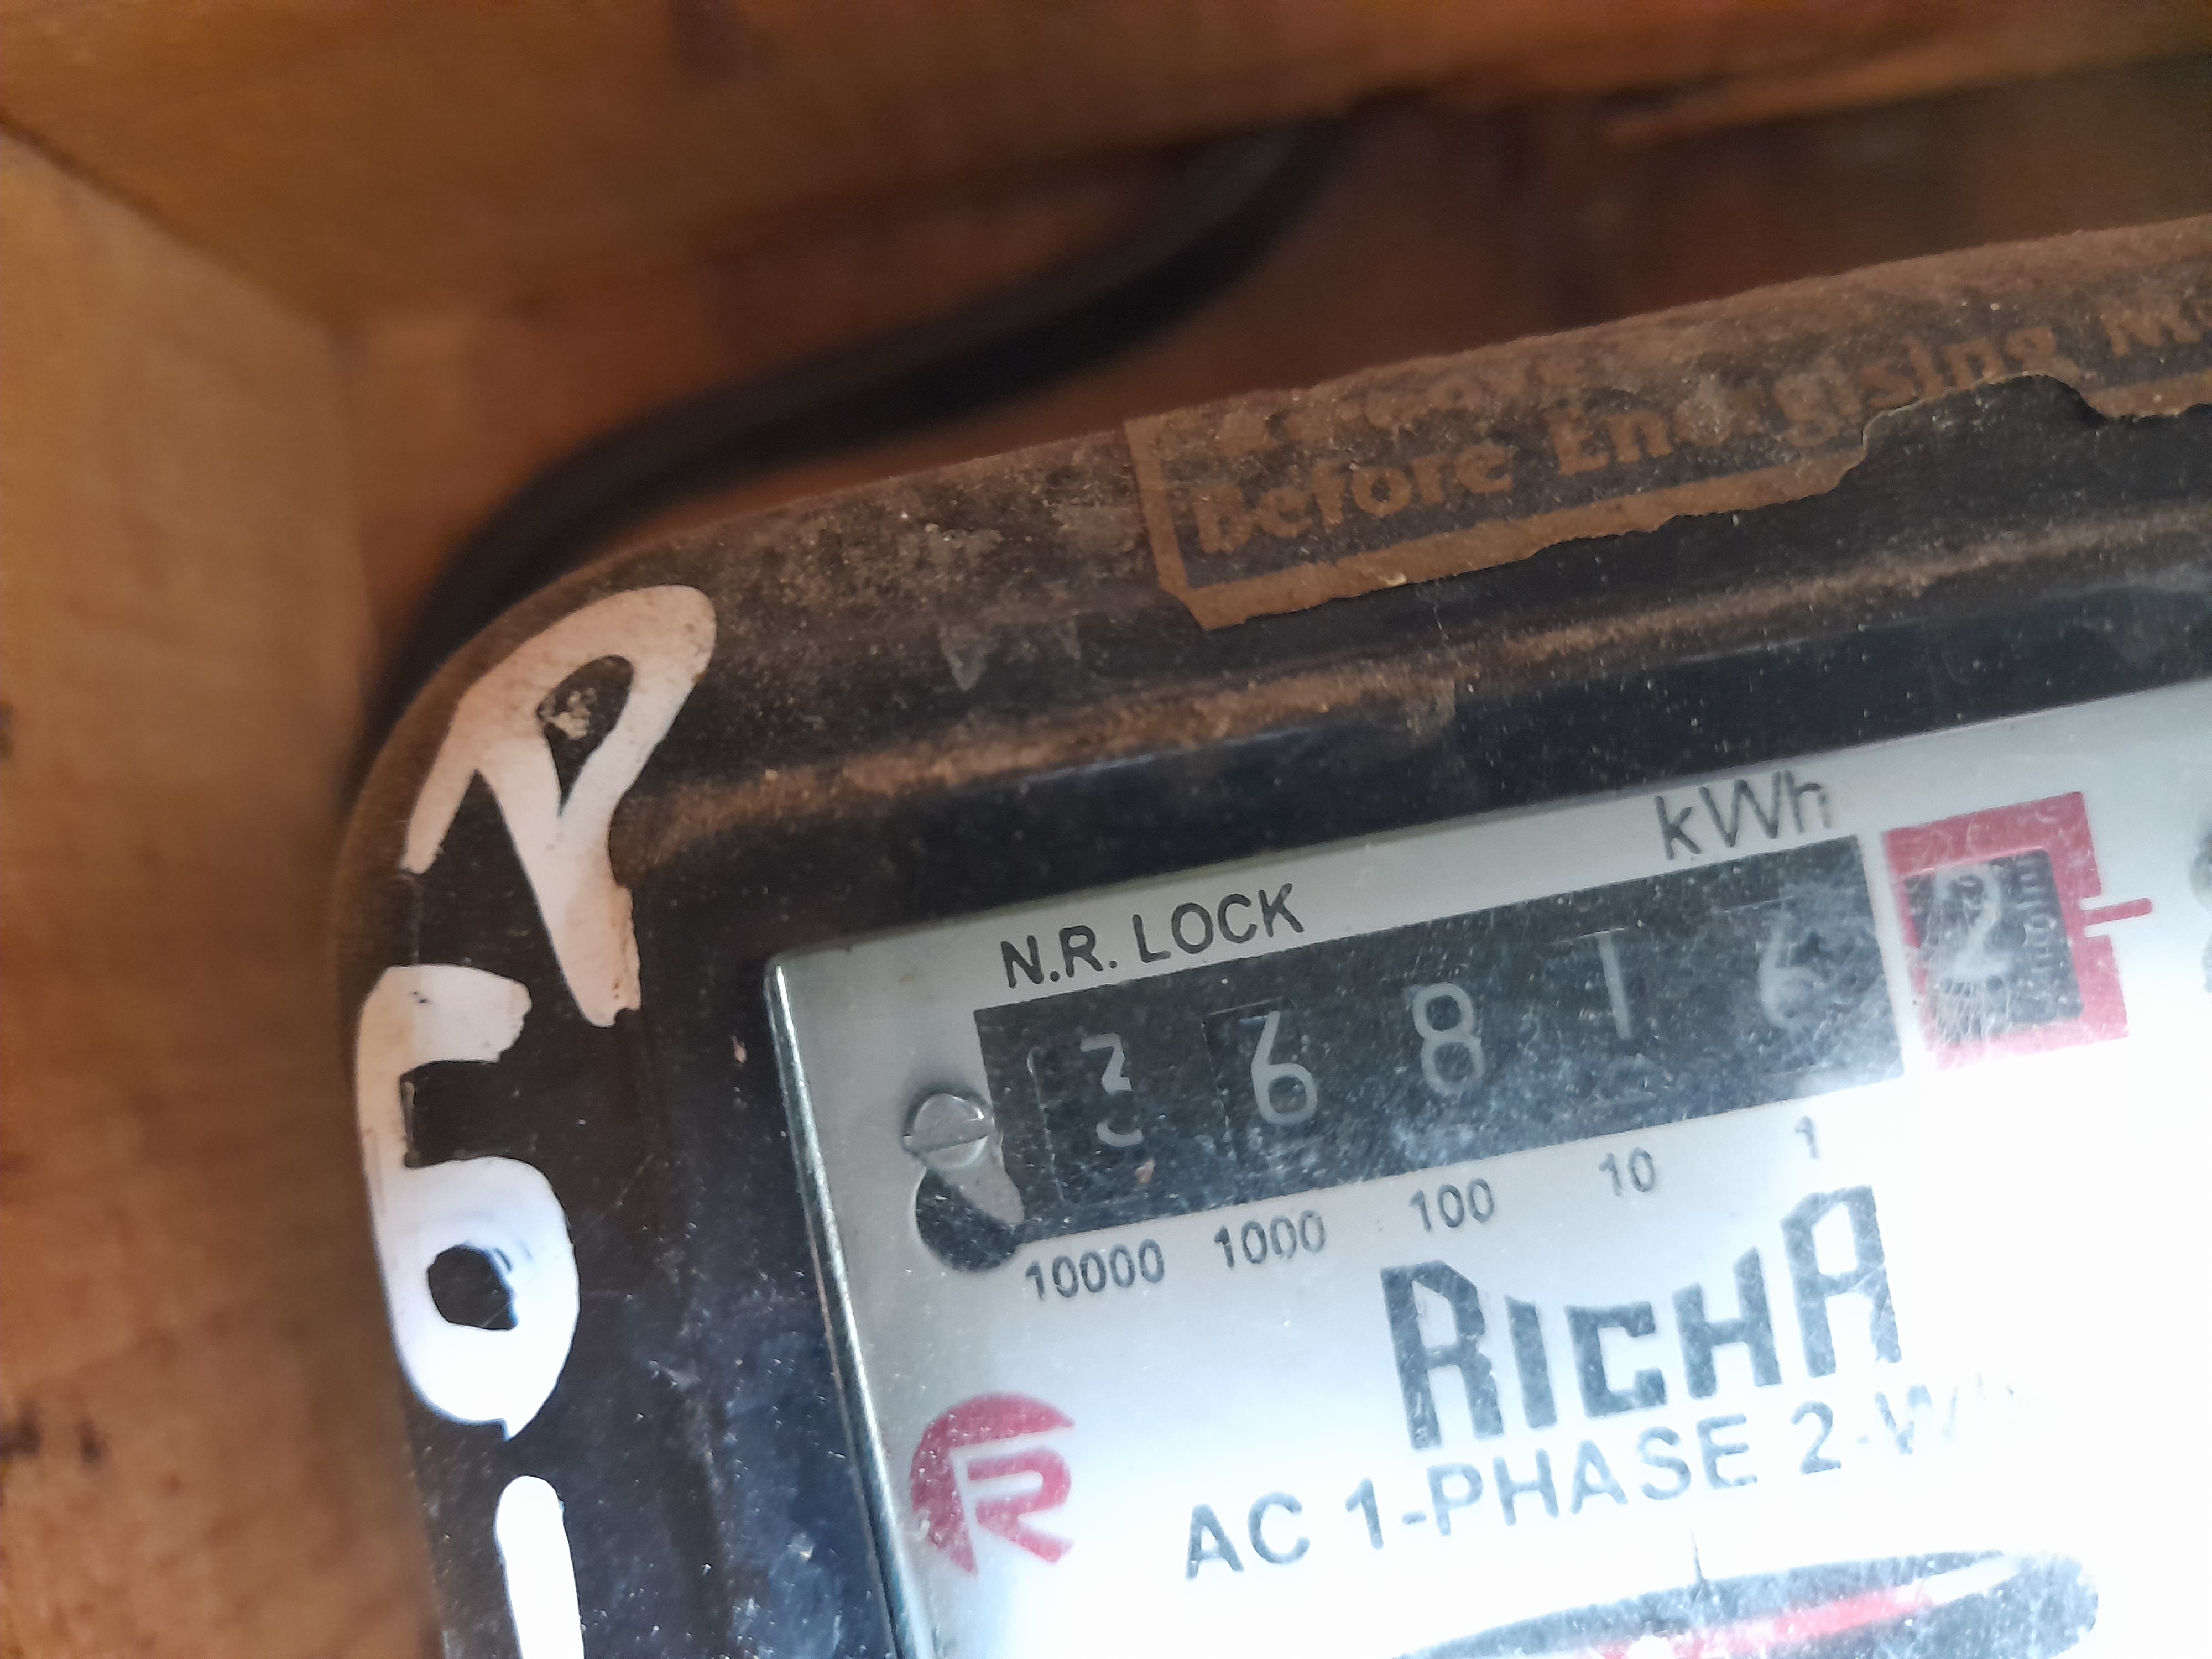 Before Energising
kWh
N.R. LOCK
6 8 1 6 2
10000 1000 100 10 1
RICHA
R
AC 1-PHASE 2-W